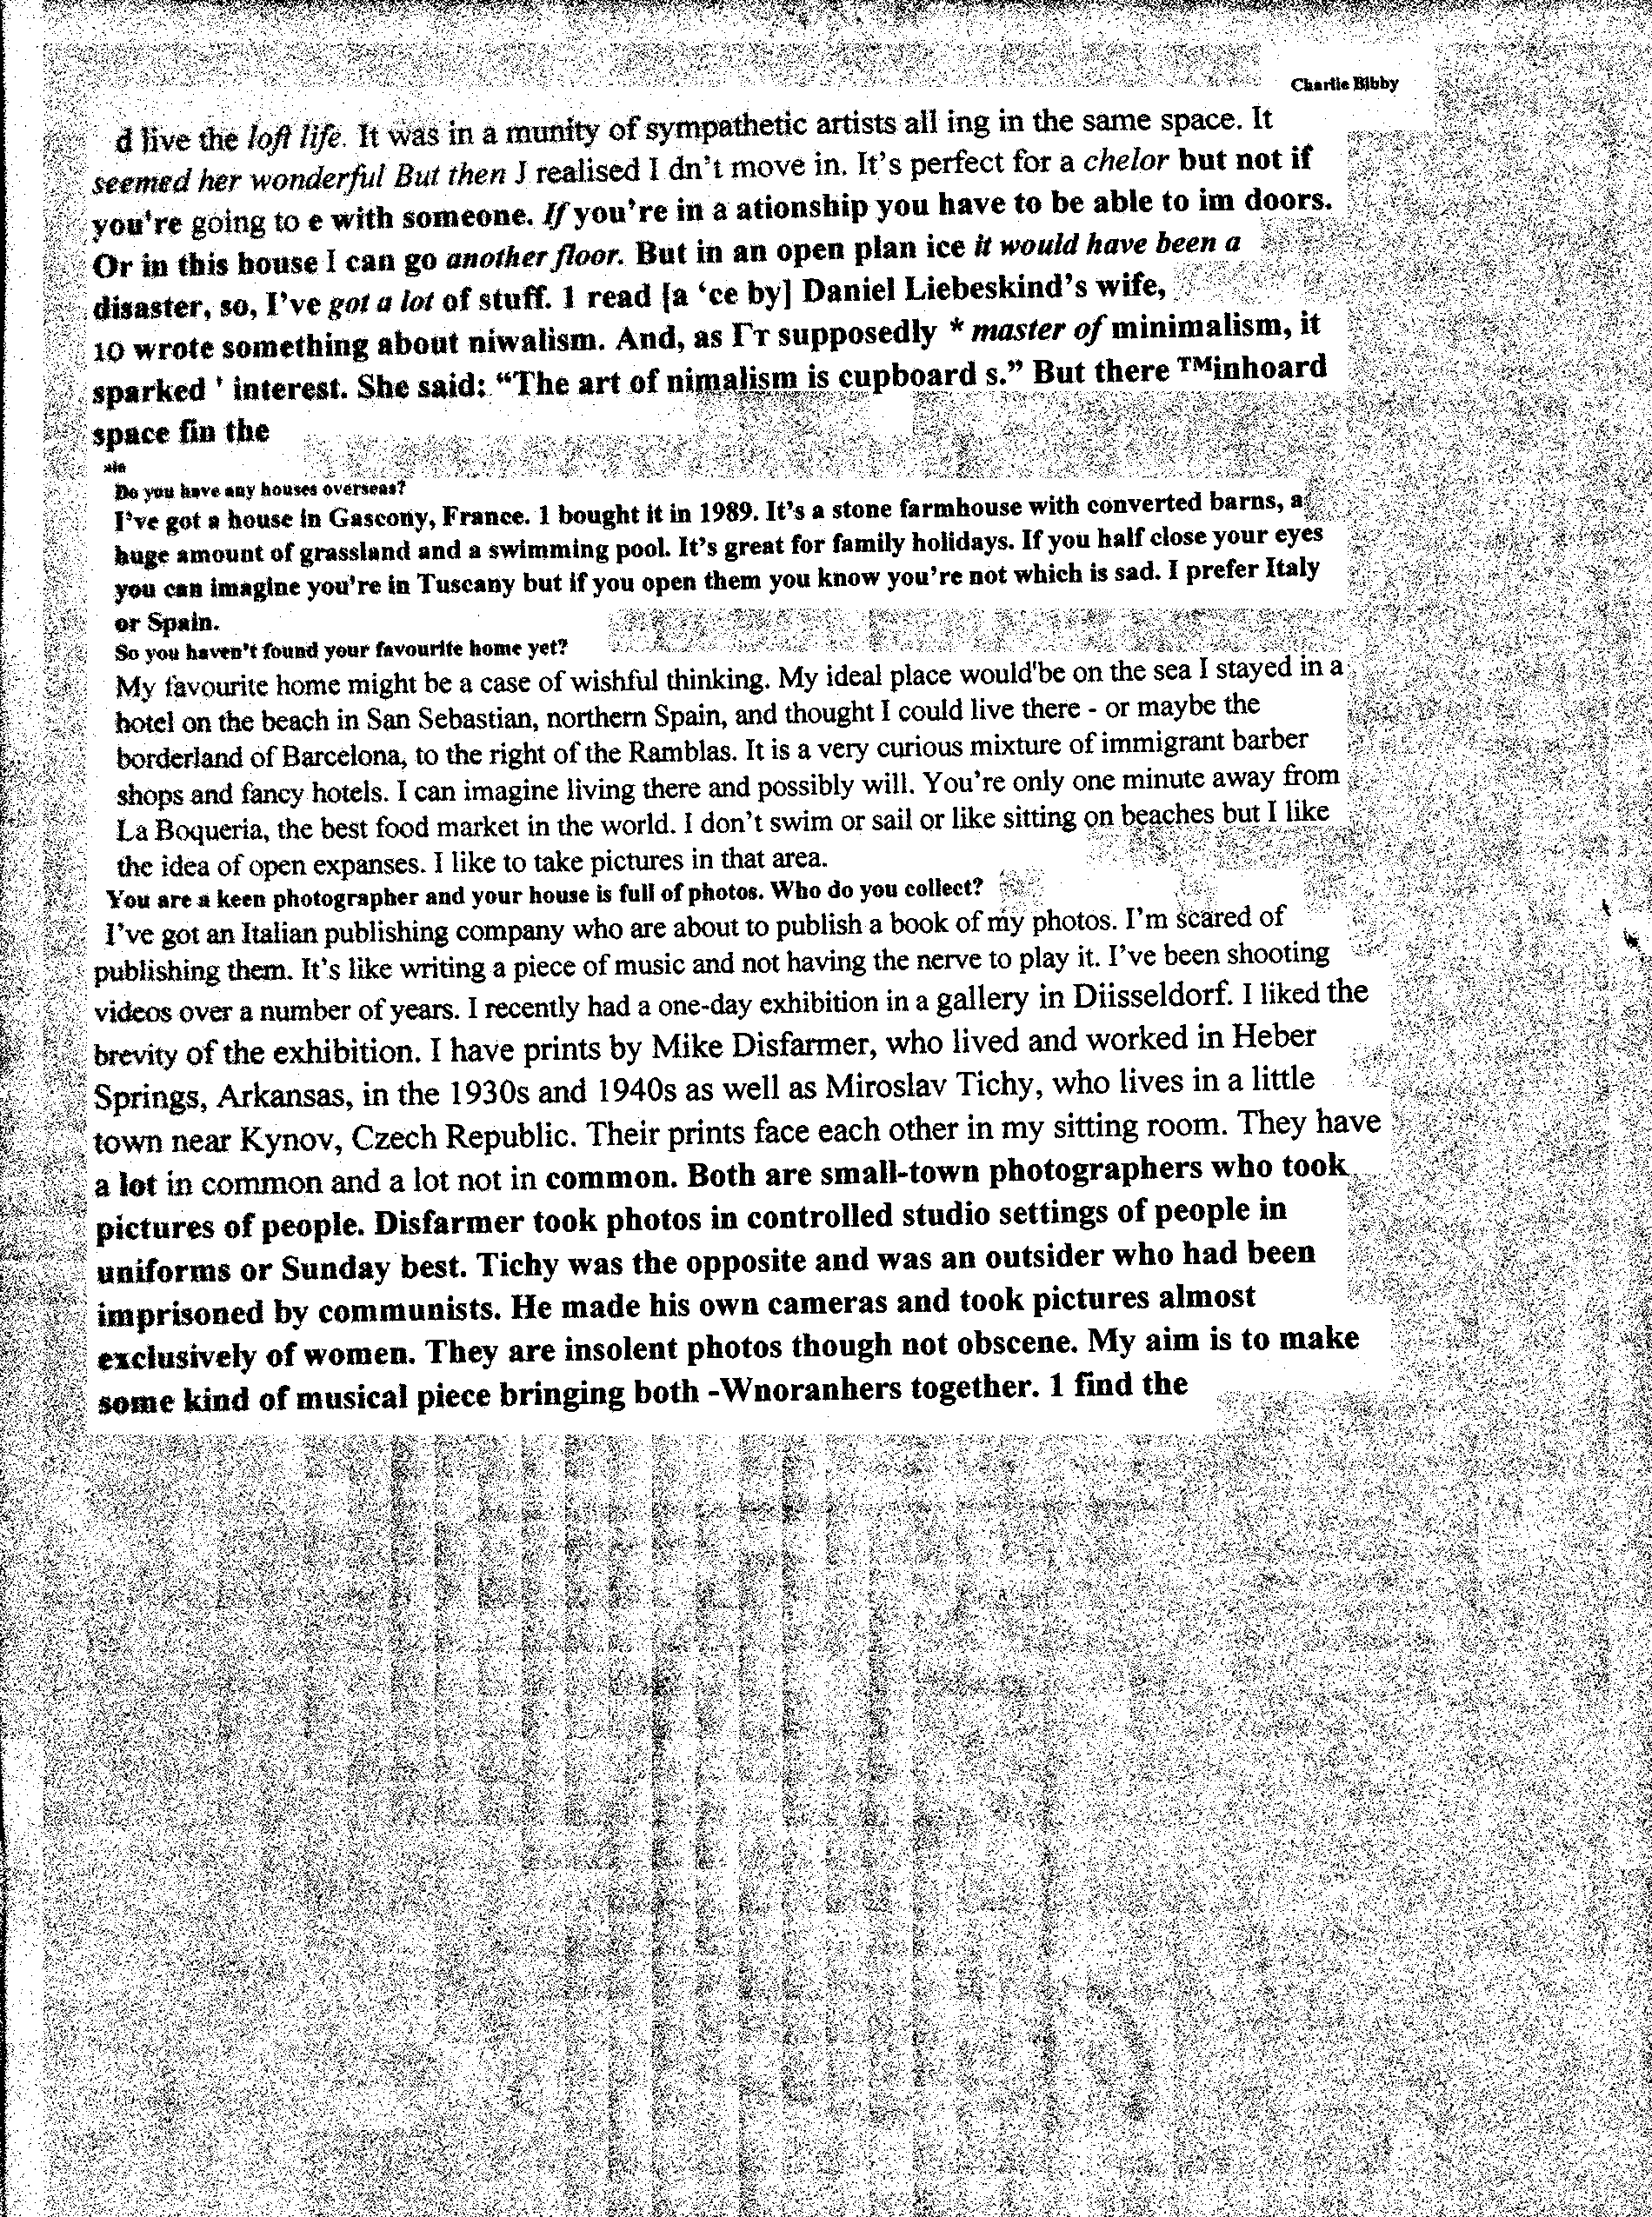 Charlie Bibby
d live the loft life. It was in a munity of sympathetic artists all ing in the same space. It
seemed her wonderful But then J realised I dn't move in. It's perfect for a chelor but not if
you're going to e with someone. If you're in a ationship you have to be able to im doors.
Or in this house I can go another floor. But in an open plan ice it would have been a
disaster, so, I've got a lot of stuff. 1 read [a ‘ce by] Daniel Liebeskind's wife,
10 wrote something about niwalism. And, as Γr supposedly * master of minimalism, it
sparked ' interest. She said: “The art of nimalism is cupboard s.” But there ™inhoard
space fin the
Do you have any houses overseas?
I've got a house in Gascony, France. 1 bought it in 1989. It's a stone farmhouse with converted barns, a
huge amount of grassland and a swimming pool. It's great for family holidays. If you half close your eyes
you can imagine you're in Tuscany but if you open them you know you're not which is sad. I prefer Italy
or Spain.
So you haven't found your favourite home yet?
My favourite home might be a case of wishful thinking. My ideal place would'be on the sea I stayed in a
hotel on the beach in San Sebastian, northern Spain, and thought I could live there - or maybe the
borderland of Barcelona, to the right of the Ramblas. It is a very curious mixture of immigrant barber
shops and fancy hotels. I can imagine living there and possibly will. You're only one minute away from
La Boqueria, the best food market in the world. I don't swim or sail or like sitting on beaches but I like
the idea of open expanses. I like to take pictures in that area.
You are a keen photographer and your house is full of photos. Who do you collect?
I've got an Italian publishing company who are about to publish a book of my photos. I'm scared of
publishing them. It's like writing a piece of music and not having the nerve to play it. I've been shooting
videos over a number of years. I recently had a one-day exhibition in a gallery in Diisseldorf. I liked the
brevity of the exhibition. I have prints by Mike Disfarmer, who lived and worked in Heber
Springs, Arkansas, in the 1930s and 1940s as well as Miroslav Tichy, who lives in a little
town near Kynov, Czech Republic. Their prints face each other in my sitting room. They have
a lot in common and a lot not in common. Both are small-town photographers who took
pictures of people. Disfarmer took photos in controlled studio settings of people in
uniforms or Sunday best. Tichy was the opposite and was an outsider who had been
imprisoned by communists. He made his own cameras and took pictures almost
exclusively of women. They are insolent photos though not obscene. My aim is to make
some kind of musical piece bringing both -Wnoranhers together. 1 find the